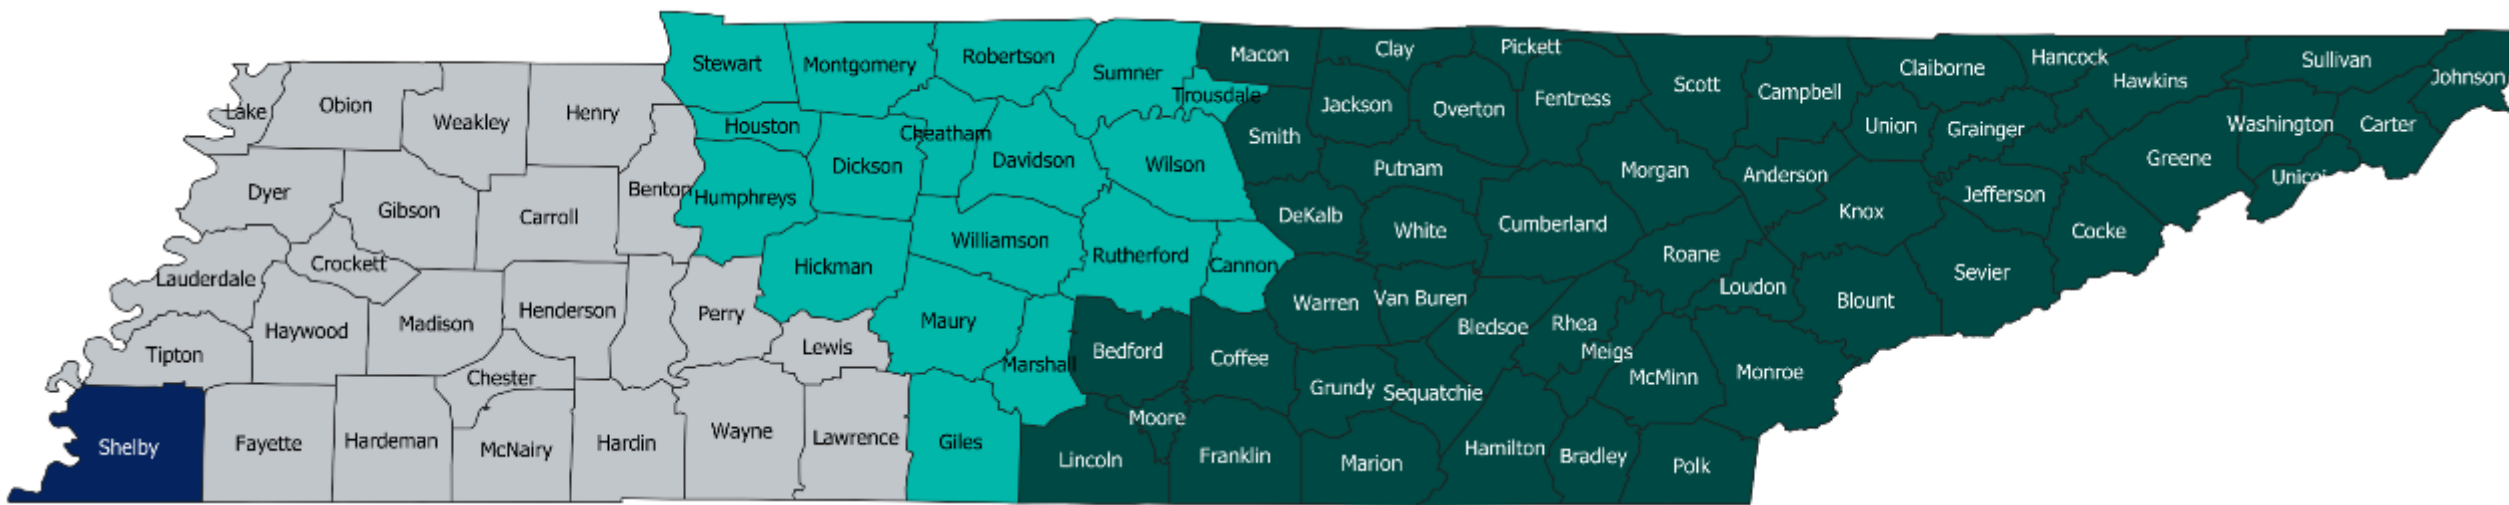 Stewart
Montgomery
Robertson
Sumner
Macon
Clay
Pickett
Scott
Campbell
Claiborne
Hancock
Hawkins
Sullivan
Johnson
Lake
Obion
Weakley
Henry
Houston
Cheatham
Trousdale
Jackson
Overton
Fentress
Union
Grainger
Washington
Carter
Dyer
Gibson
Carroll
Benton
Humphreys
Dickson
Davidson
Wilson
Smith
Putnam
Morgan
Anderson
Jefferson
Greene
Unicoi
Lauderdale
Crockett
Hickman
Williamson
Rutherford
Cannon
DeKalb
White
Cumberland
Roane
Loudon
Knox
Blount
Sevier
Cocke
Tipton
Haywood
Madison
Henderson
Perry
Lewis
Maury
Marshall
Bedford
Coffee
Warren
Van Buren
Bledsoe
Rhea
Meigs
McMinn
Monroe
Shelby
Fayette
Hardeman
Chester
McNairy
Hardin
Wayne
Lawrence
Giles
Lincoln
Moore
Franklin
Grundy
Sequatchie
Marion
Hamilton
Bradley
Polk